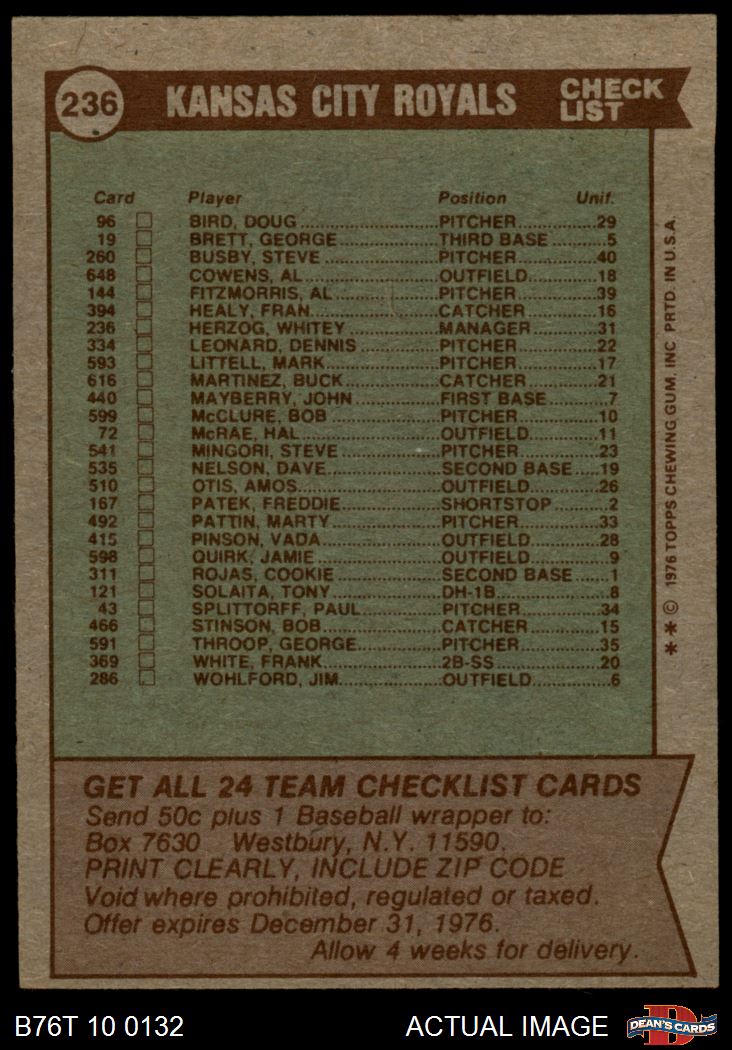 236 KANSAS CITY ROYALS CHECK LIST
Card Player Position Unif.
96 BIRD, DOUG PITCHER 29
19 BRETT, GEORGE THIRD BASE 5
260 BUSBY, STEVE PITCHER 40
648 COWENS, AL OUTFIELD 18
144 FITZMORRIS, AL PITCHER 39
394 HEALY, FRAN CATCHER 16
236 HERZOG, WHITEY MANAGER 31
334 LEONARD, DENNIS PITCHER 22
593 LITTELL, MARK PITCHER 17
616 MARTINEZ, BUCK CATCHER 21
440 MAYBERRY, JOHN FIRST BASE 7
599 McCLURE, BOB PITCHER 10
72 McRAE, HAL OUTFIELD 11
541 MINGORI, STEVE PITCHER 23
535 NELSON, DAVE SECOND BASE 19
510 OTIS, AMOS OUTFIELD 26
167 PATEK, FREDDIE SHORTSTOP 2
492 PATTIN, MARTY PITCHER 33
415 PINSON, VADA OUTFIELD 28
598 QUIRK, JAMIE OUTFIELD 9
311 ROJAS, COOKIE SECOND BASE 1
121 SOLAITA, TONY DH-1B 8
43 SPLITTORFF, PAUL PITCHER 34
466 STINSON, BOB CATCHER 15
591 THROOP, GEORGE PITCHER 35
369 WHITE, FRANK 2B-SS 20
286 WOHLFORD, JIM OUTFIELD 6
* * © 1976 TOPPS CHEWING GUM, INC PRTD. IN U.S.A.
GET ALL 24 TEAM CHECKLIST CARDS
Send 50c plus 1 Baseball wrapper to:
Box 7630 Westbury, N.Y. 11590.
PRINT CLEARLY, INCLUDE ZIP CODE
Void where prohibited, regulated or taxed.
Offer expires December 31, 1976.
Allow 4 weeks for delivery.
B76T 10 0132 ACTUAL IMAGE D DEAN'S CARDS